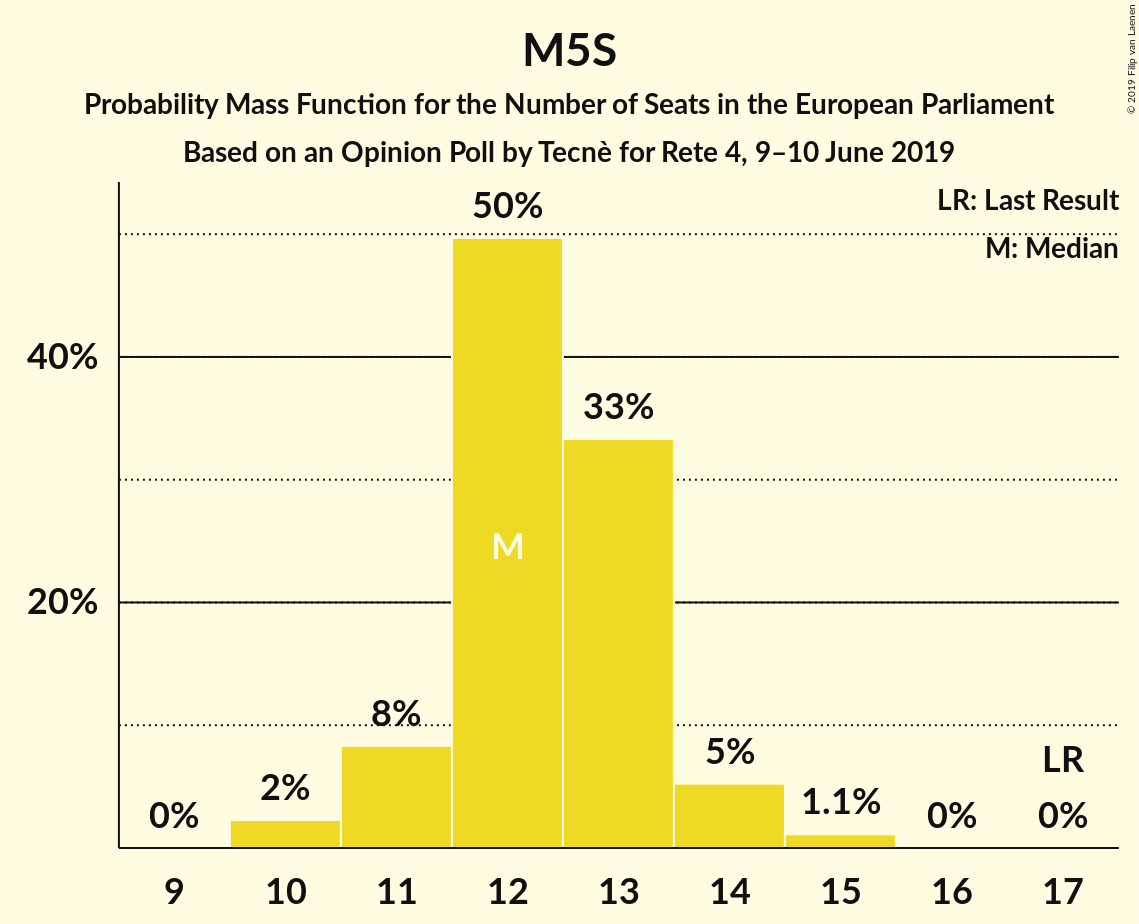 M5S
Probability Mass Function for the Number of Seats in the European Parliament
Based on an Opinion Poll by Tecnè for Rete 4, 9–10 June 2019
© 2019 Filip van Laenen
LR: Last Result
M: Median
50%
40%
33%
M
20%
8%
5%
LR
2%
1.1%
0%
0%
0%
9 10 11 12 13 14 15 16 17